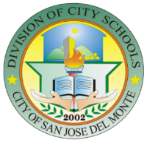 DIVISION OF CITY SCHOOLS
2002
CITY OF SAN JOSE DEL MONTE